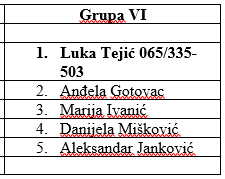 Grupa VI
1. Luka Tejić 065/335-
503
2. Anđela Gotovac
3. Marija Ivanić
4. Danijela Mišković
5. Aleksandar Janković